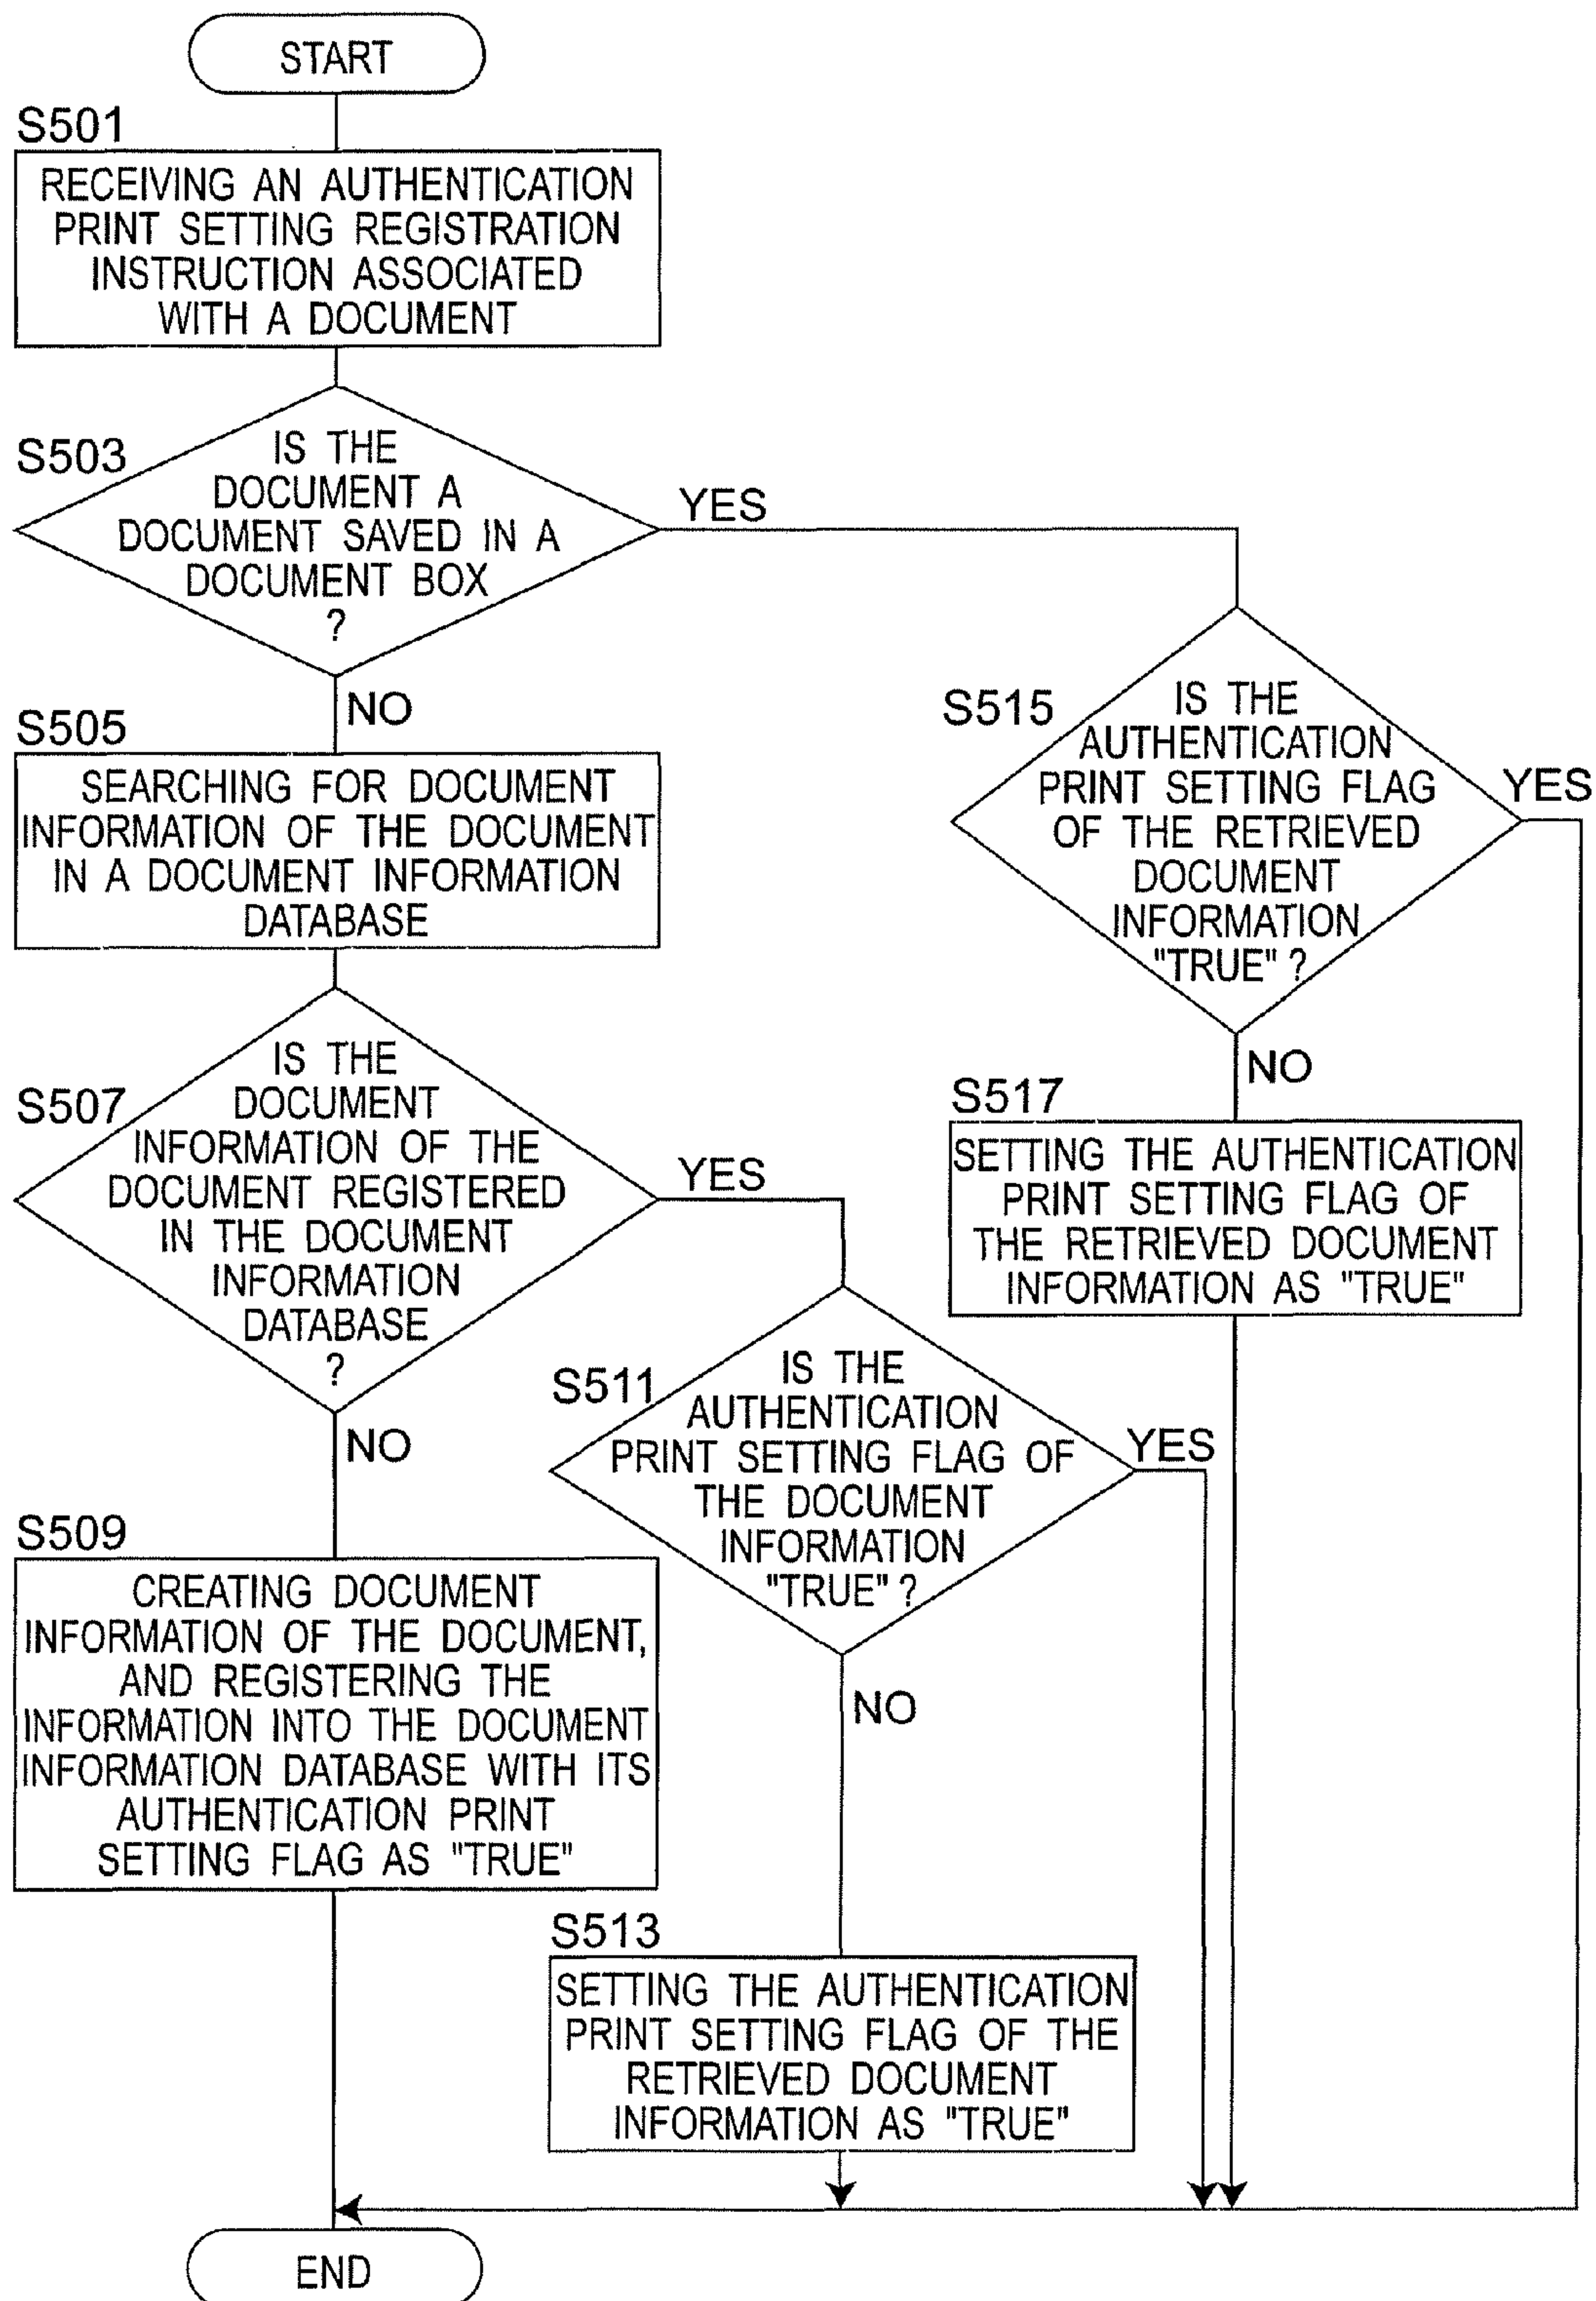 START
S501
RECEIVING AN AUTHENTICATION
PRINT SETTING REGISTRATION
INSTRUCTION ASSOCIATED
WITH A DOCUMENT
S503
IS THE
DOCUMENT A
DOCUMENT SAVED IN A
DOCUMENT BOX
?
YES
NO
S505
SEARCHING FOR DOCUMENT
INFORMATION OF THE DOCUMENT
IN A DOCUMENT INFORMATION
DATABASE
S515
IS THE
AUTHENTICATION
PRINT SETTING FLAG
OF THE RETRIEVED
DOCUMENT
INFORMATION
"TRUE" ?
YES
NO
S517
SETTING THE AUTHENTICATION
PRINT SETTING FLAG OF
THE RETRIEVED DOCUMENT
INFORMATION AS "TRUE"
S507
IS THE
DOCUMENT
INFORMATION OF THE
DOCUMENT REGISTERED
IN THE DOCUMENT
INFORMATION
DATABASE
?
YES
NO
S511
IS THE
AUTHENTICATION
PRINT SETTING FLAG OF
THE DOCUMENT
INFORMATION
"TRUE" ?
YES
NO
S509
CREATING DOCUMENT
INFORMATION OF THE DOCUMENT,
AND REGISTERING THE
INFORMATION INTO THE DOCUMENT
INFORMATION DATABASE WITH ITS
AUTHENTICATION PRINT
SETTING FLAG AS "TRUE"
S513
SETTING THE AUTHENTICATION
PRINT SETTING FLAG OF THE
RETRIEVED DOCUMENT
INFORMATION AS "TRUE"
END